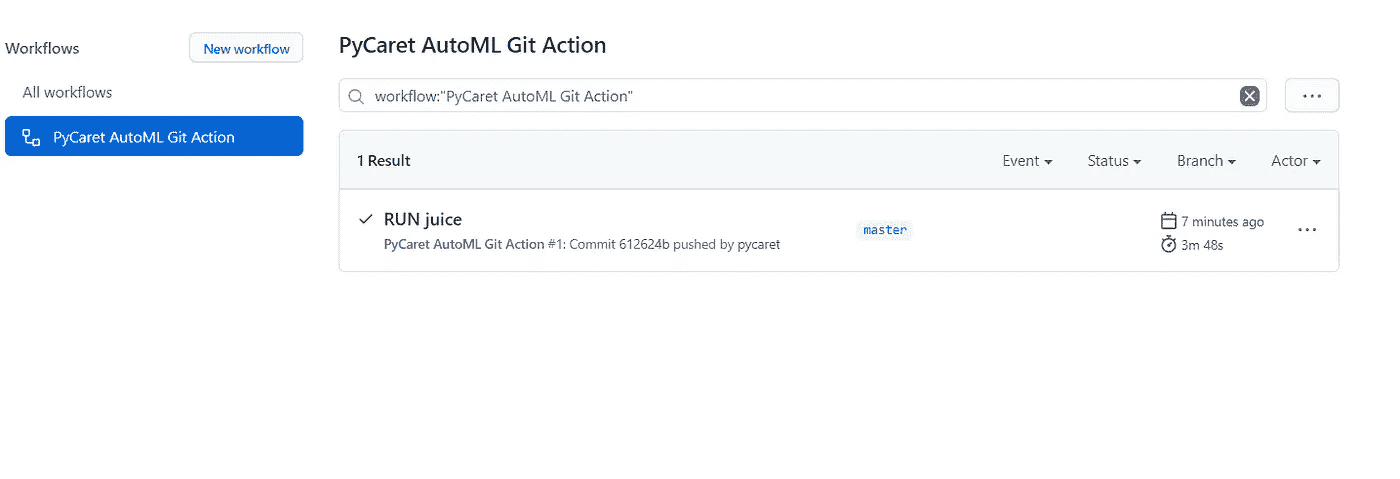 Workflows
New workflow
All workflows
PyCaret AutoML Git Action
PyCaret AutoML Git Action
workflow:"PyCaret AutoML Git Action"
1 Result
Event
Status
Branch
Actor
RUN juice
PyCaret AutoML Git Action #1: Commit 612624b pushed by pycaret
master
7 minutes ago
3m 48s